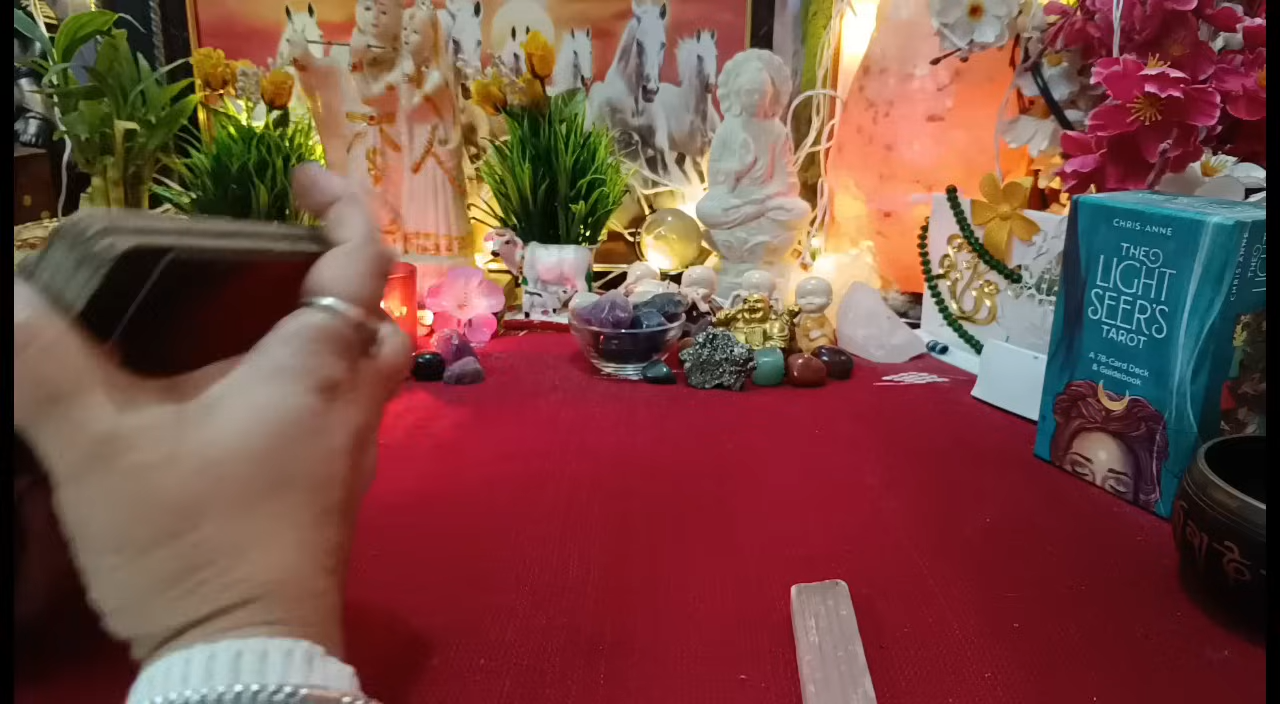 CHRIS-ANNE
THE
LIGHT
SEER'S
TAROT
A 78-Card Deck
& Guidebook
CHRIS-ANNE